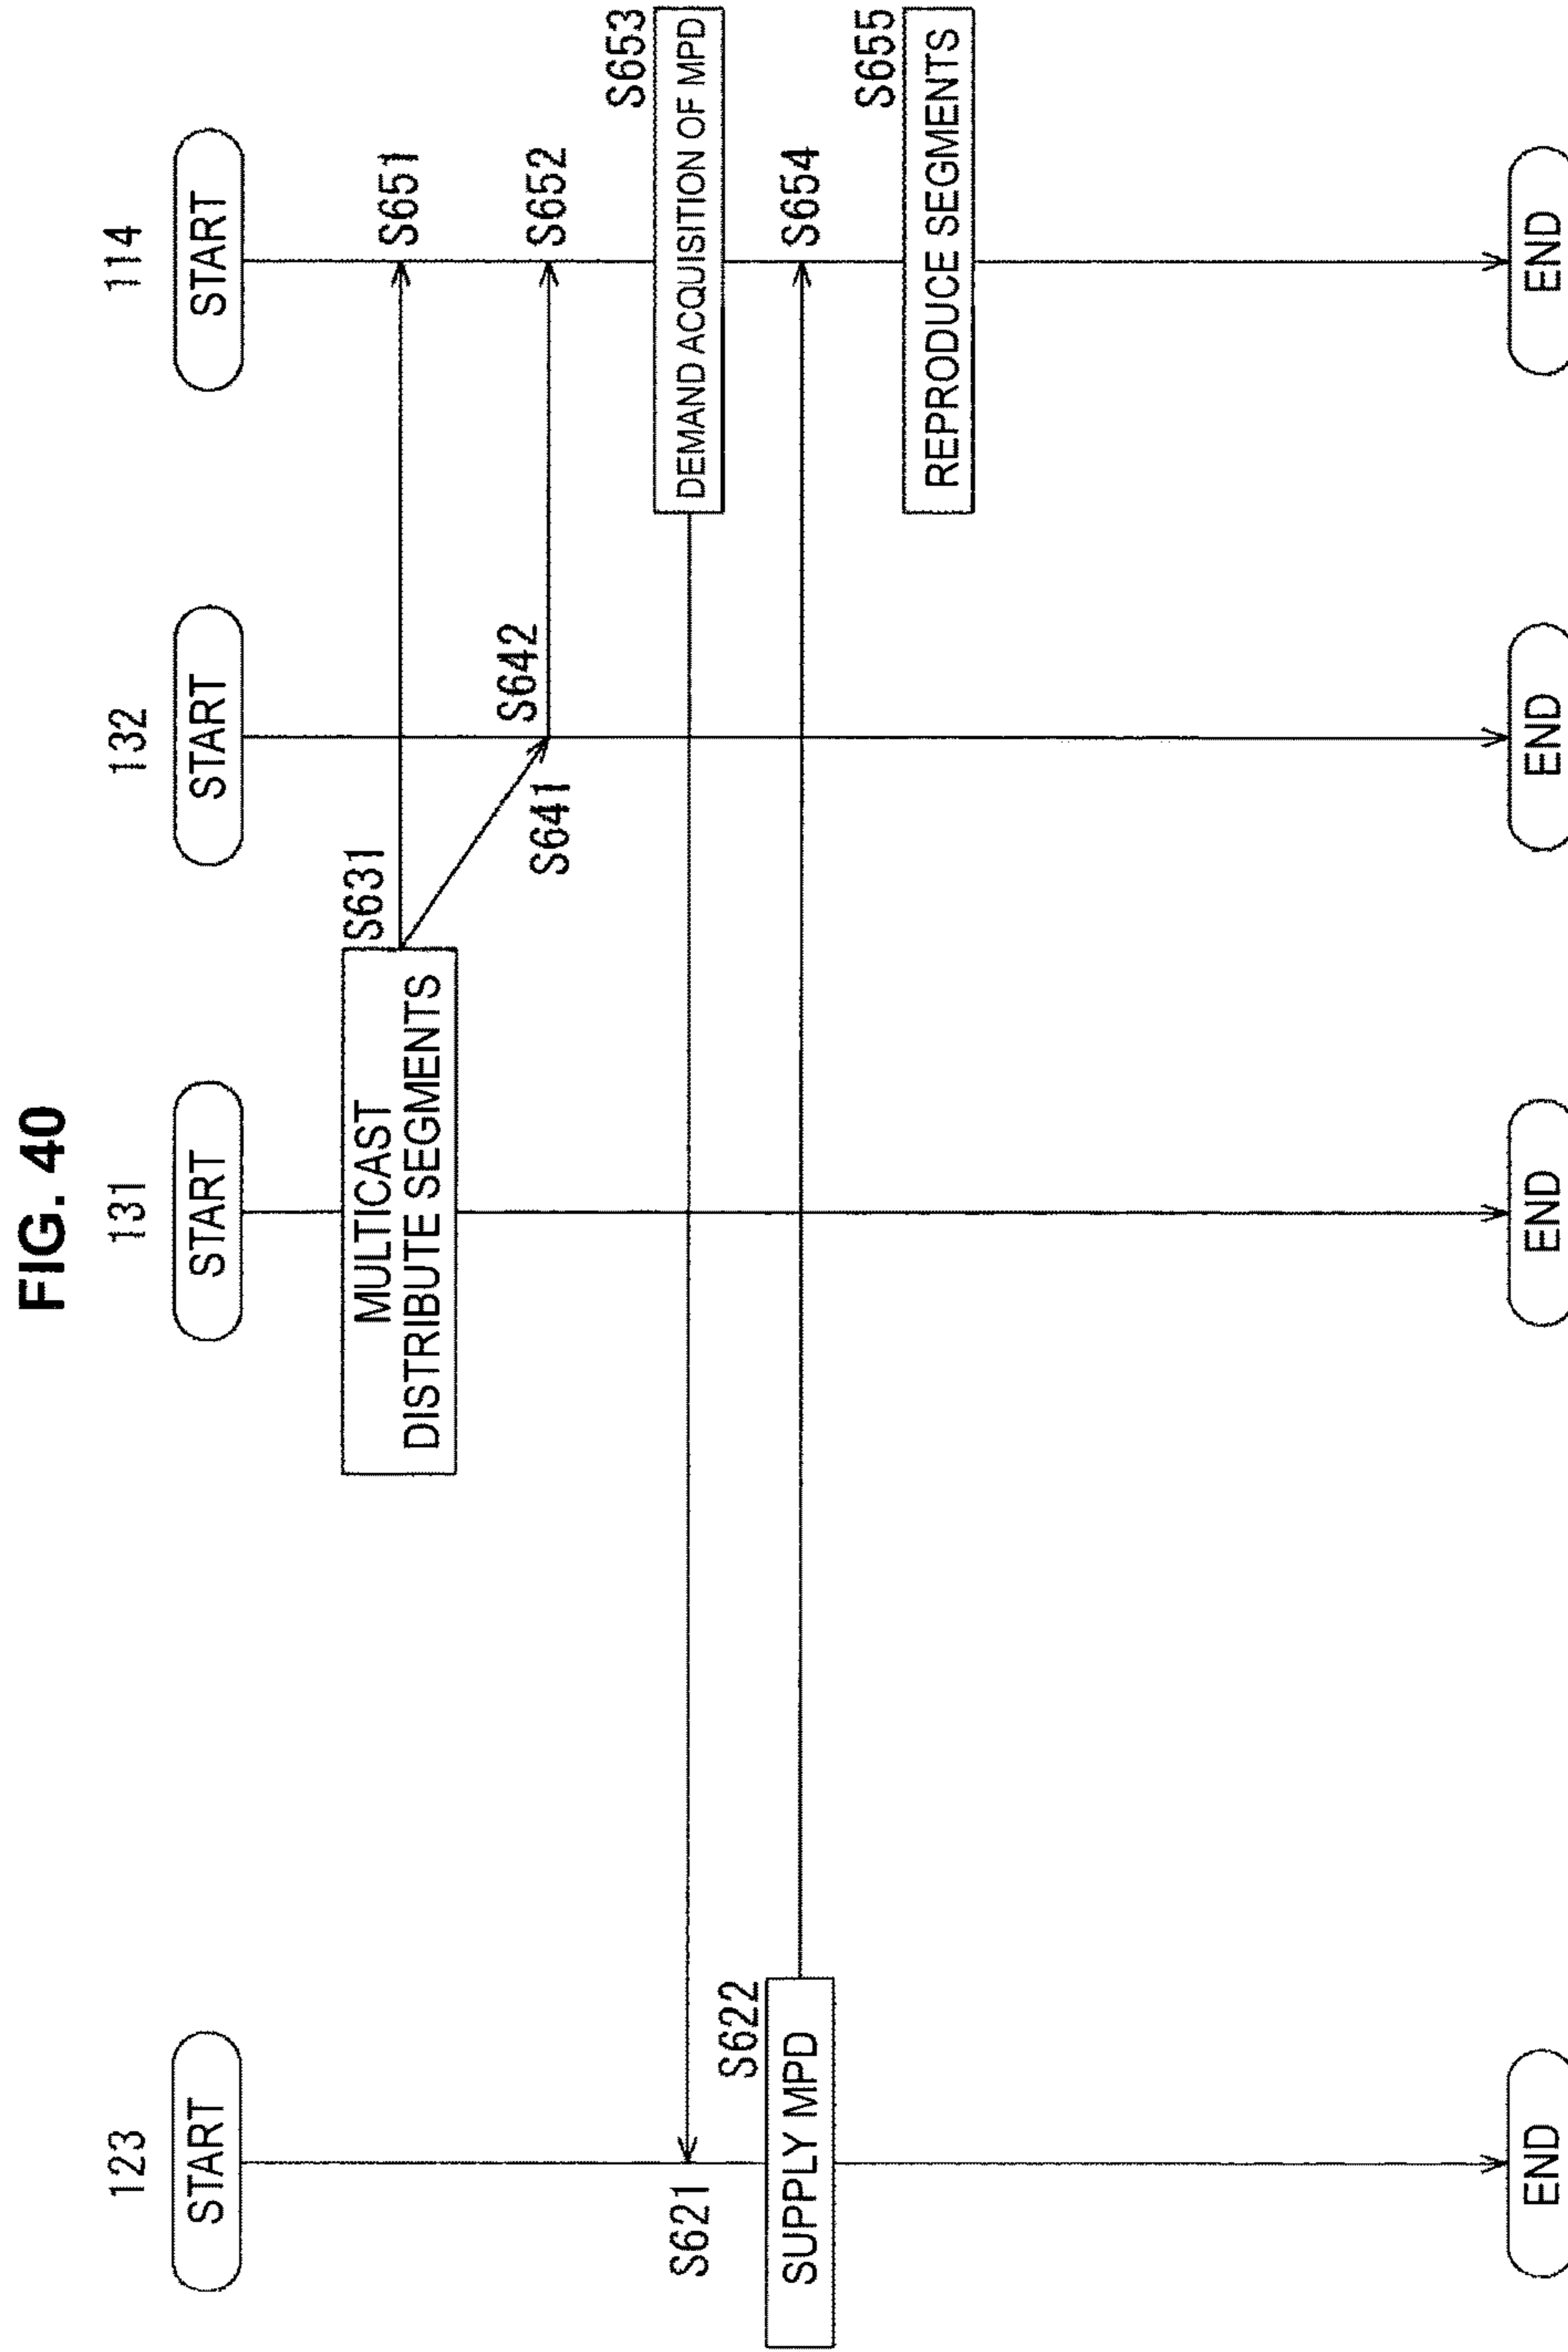 FIG. 40
123
131
132
114
START
START
START
START
S631
MULTICAST
DISTRIBUTE SEGMENTS
S651
S642
S652
S641
S653
DEMAND ACQUISITION OF MPD
S621
S622
SUPPLY MPD
S654
S655
REPRODUCE SEGMENTS
END
END
END
END